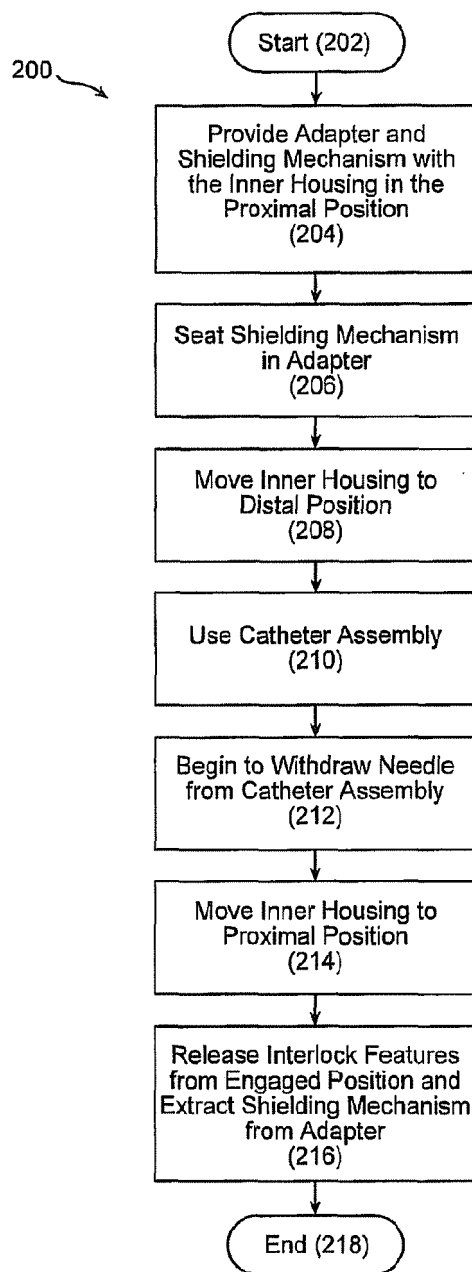 Start (202)
200
Provide Adapter and
Shielding Mechanism with
the Inner Housing in the
Proximal Position
(204)
Seat Shielding Mechanism
in Adapter
(206)
Move Inner Housing to
Distal Position
(208)
Use Catheter Assembly
(210)
Begin to Withdraw Needle
from Catheter Assembly
(212)
Move Inner Housing to
Proximal Position
(214)
Release Interlock Features
from Engaged Position and
Extract Shielding Mechanism
from Adapter
(216)
End (218)